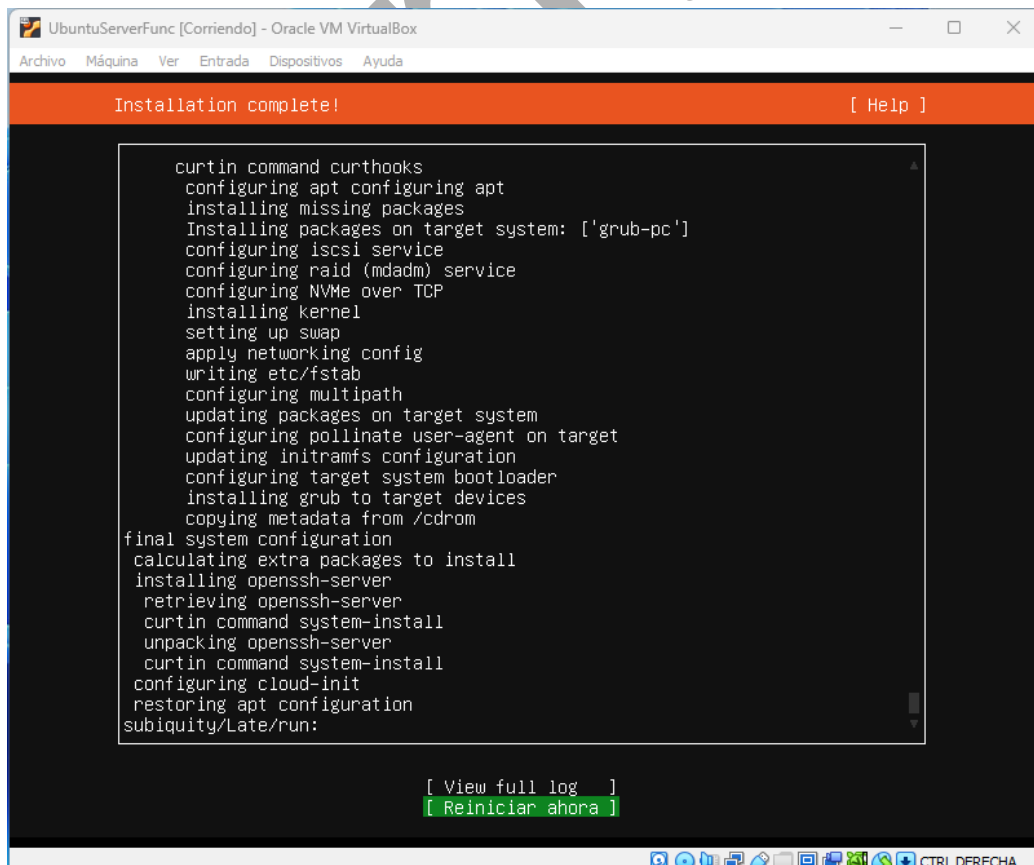 UbuntuServerFunc [Corriendo] - Oracle VM VirtualBox
Archivo Máquina Ver Entrada Dispositivos Ayuda
Installation complete! [ Help ]
curtin command curthooks
configuring apt configuring apt
installing missing packages
Installing packages on target system: ['grub-pc']
configuring iscsi service
configuring raid (mdadm) service
configuring NVMe over TCP
installing kernel
setting up swap
apply networking config
writing etc/fstab
configuring multipath
updating packages on target system
configuring pollinate user-agent on target
updating initramfs configuration
configuring target system bootloader
installing grub to target devices
copying metadata from /cdrom
final system configuration
calculating extra packages to install
installing openssh-server
retrieving openssh-server
curtin command system-install
unpacking openssh-server
curtin command system-install
configuring cloud-init
restoring apt configuration
subiquity/Late/run:
[ View full log ]
[ Reiniciar ahora ]
CTRL DERECHA